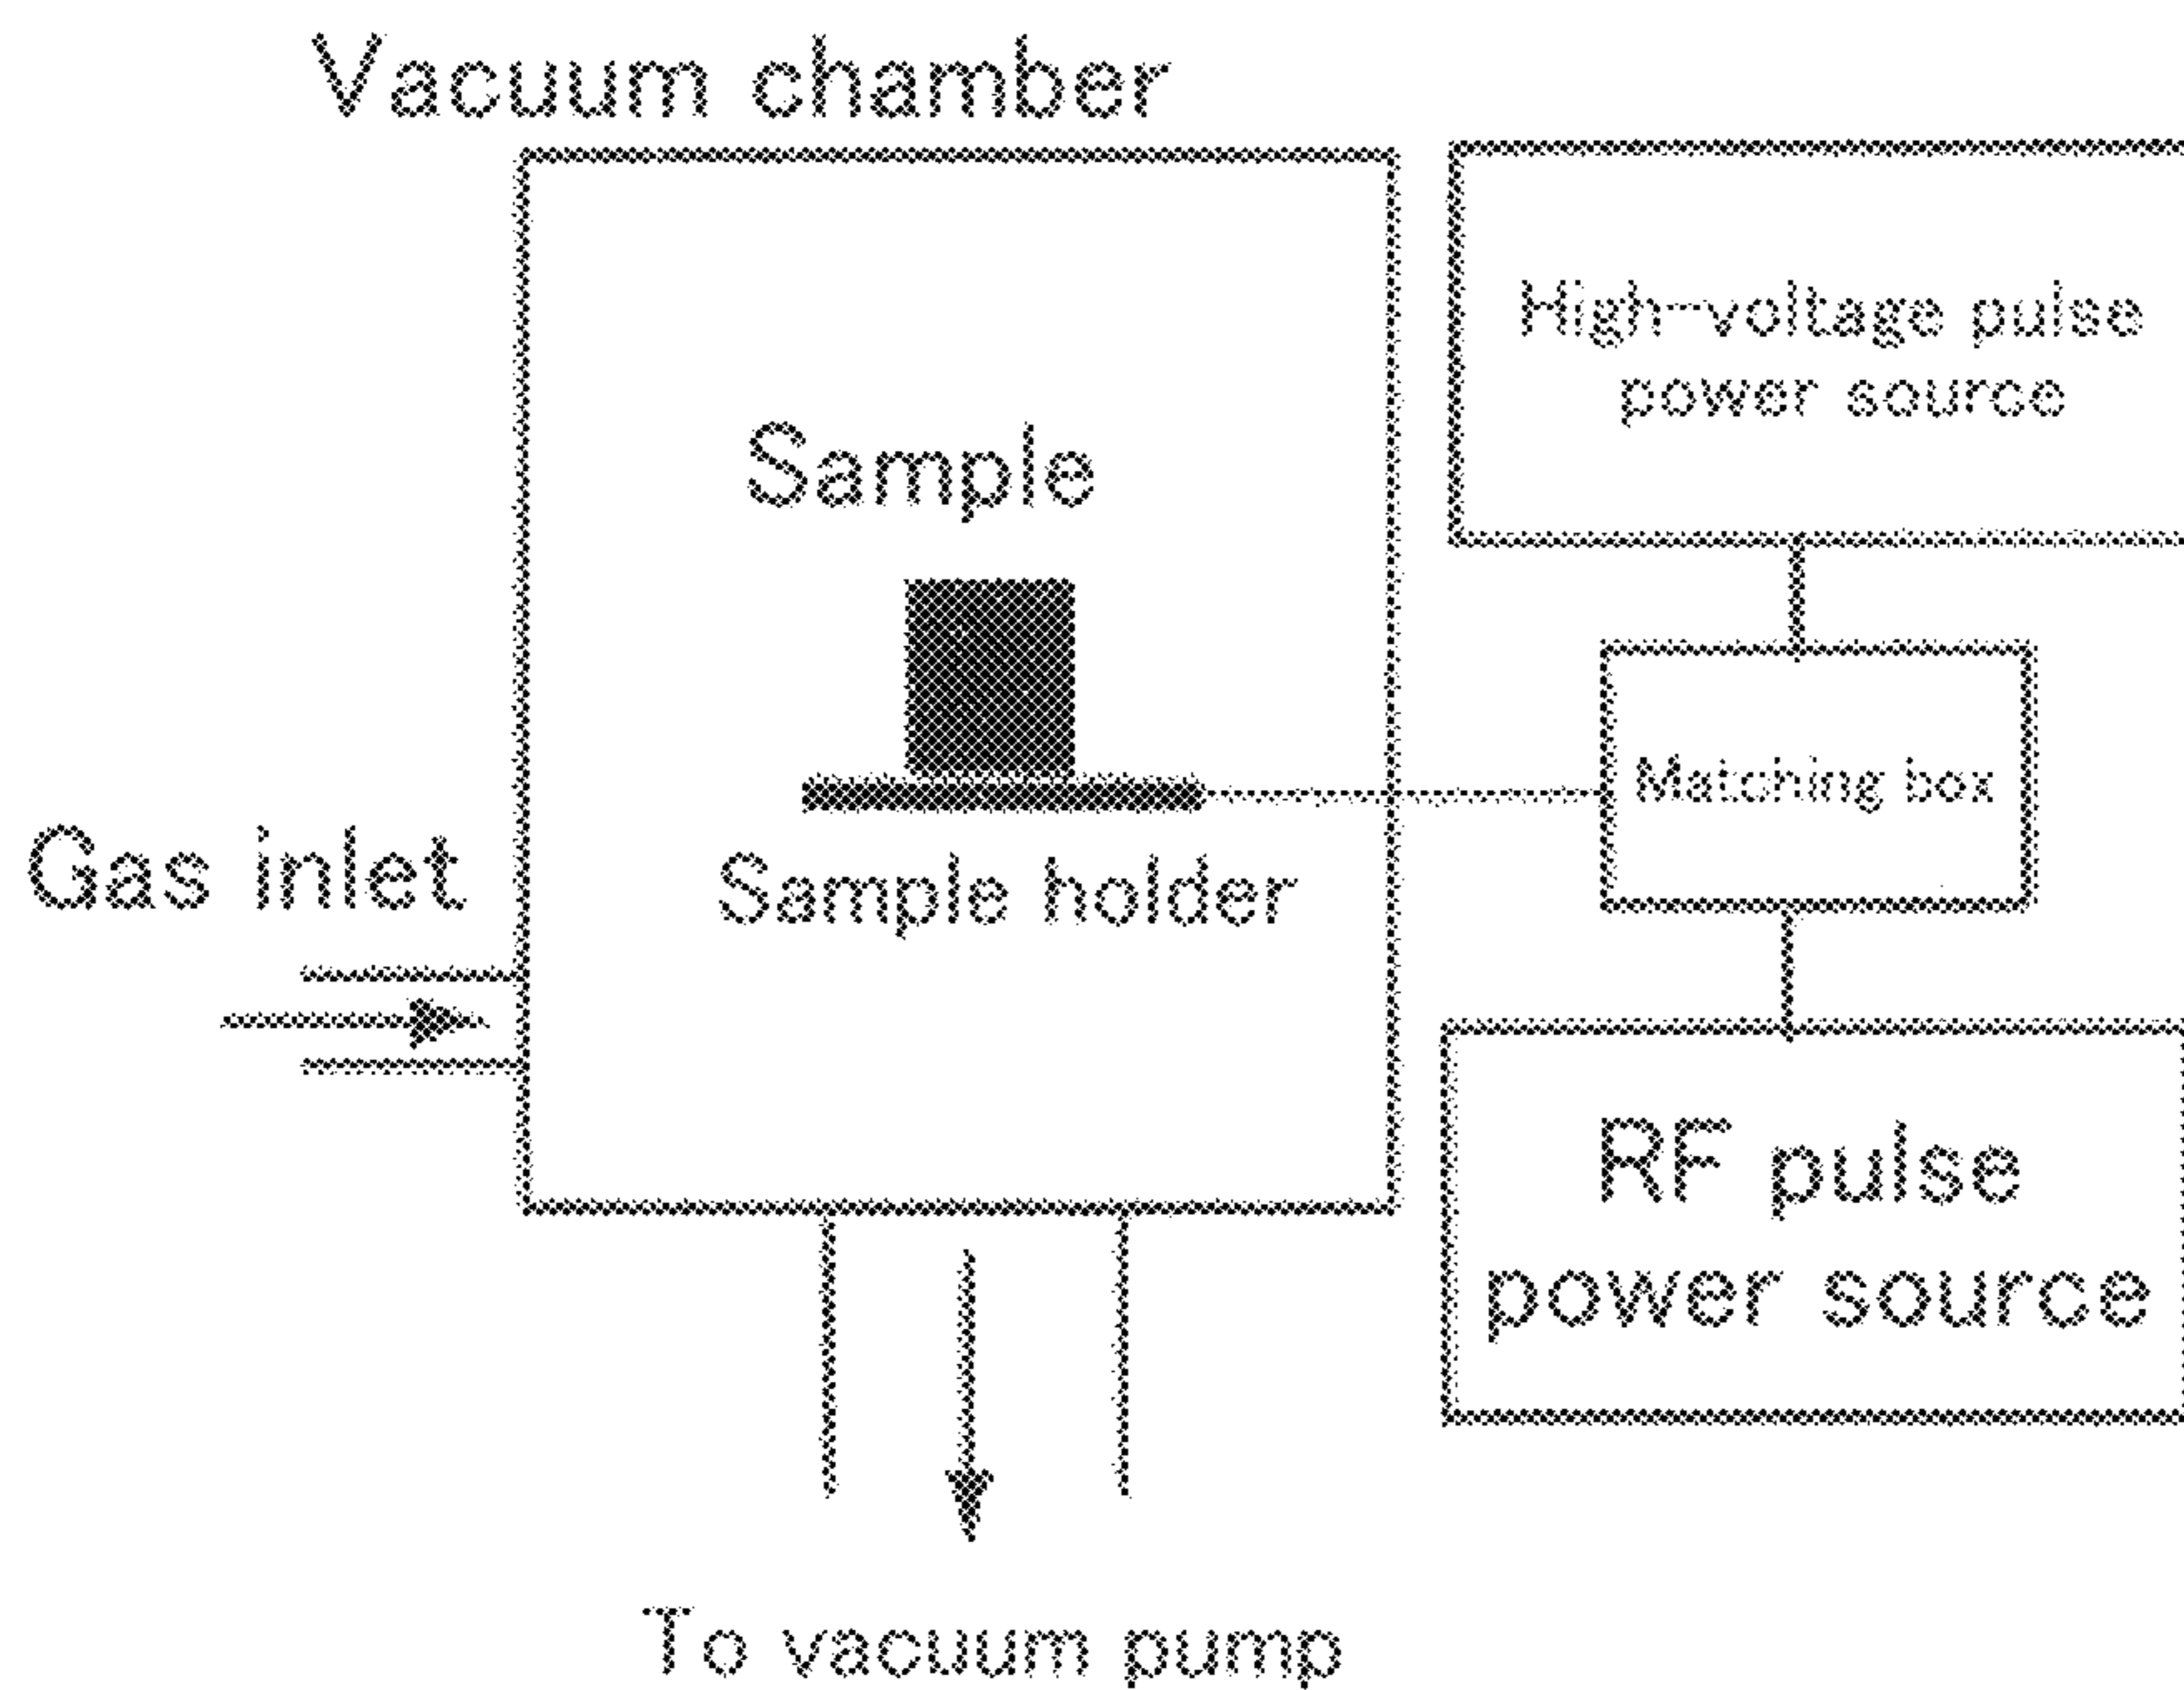 Vacuum chamber
High-voltage pulse
power source
Sample
Matching box
Gas inlet
Sample holder
RF pulse
power source
To vacuum pump